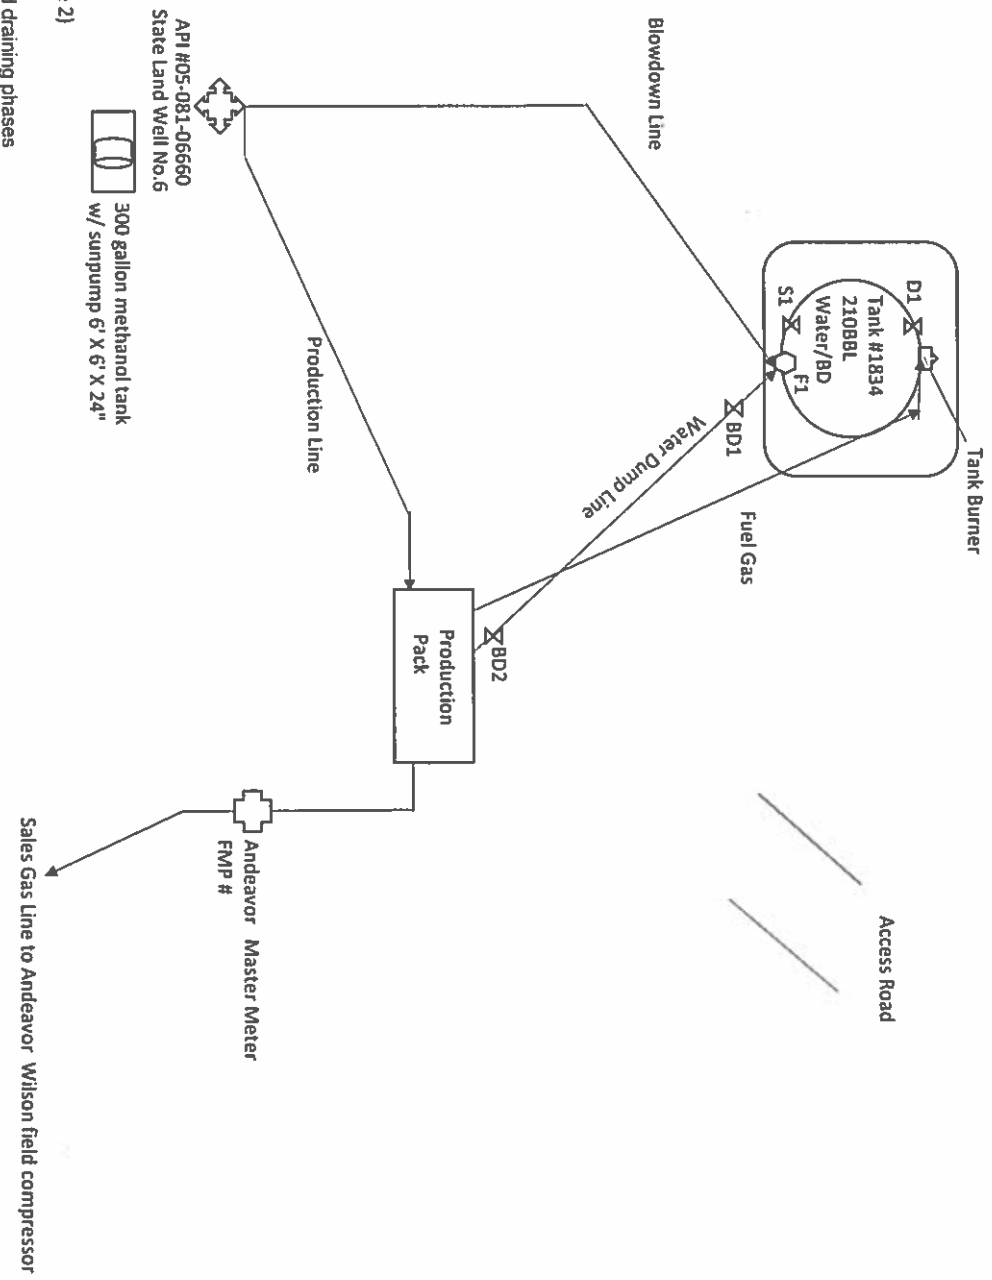 Tank Burner
D1
Tank #1834
210BBL
Water/BD
S1
F1
Fuel Gas
BD1
Water Dump Line
Blowdown Line
BD2
Production
Pack
Production Line
Access Road
API #05-081-06660
State Land Well No.6
300 gallon methanol tank
w/ sunpump 6' X 6' X 24"
Andeavor Master Meter
FMP #
Sales Gas Line to Andeavor Wilson field compressor
2)
draining phases